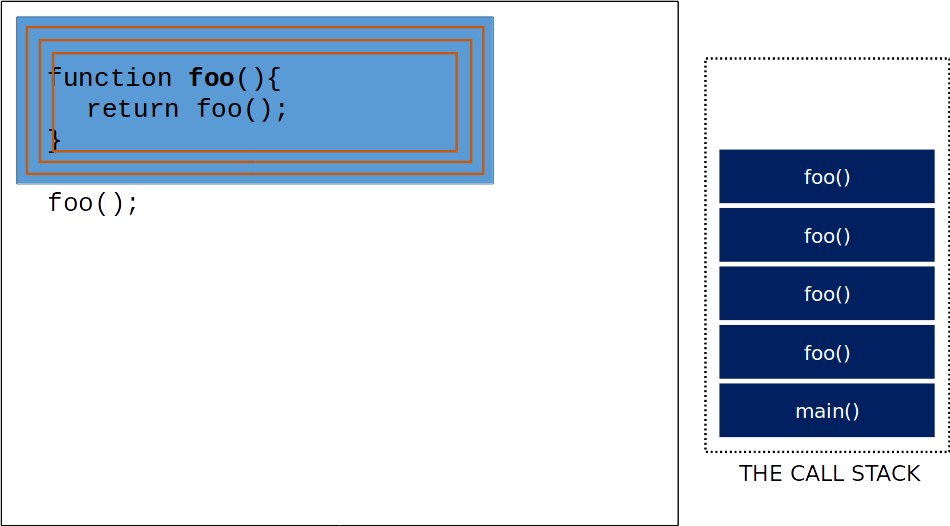 function foo(){
return foo();
}
foo();
foo()
foo()
foo()
foo()
main()
THE CALL STACK